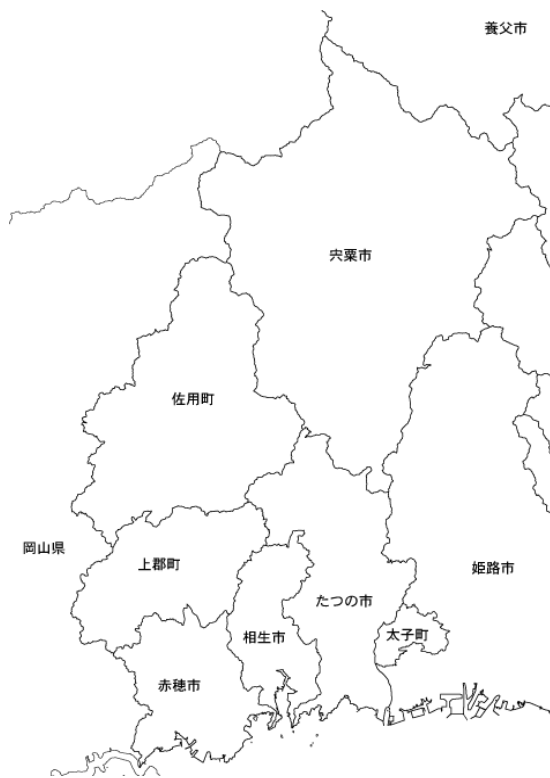 養父市
宍粟市
佐用町
岡山県
上郡町
姫路市
たつの市
相生市
太子町
赤穂市